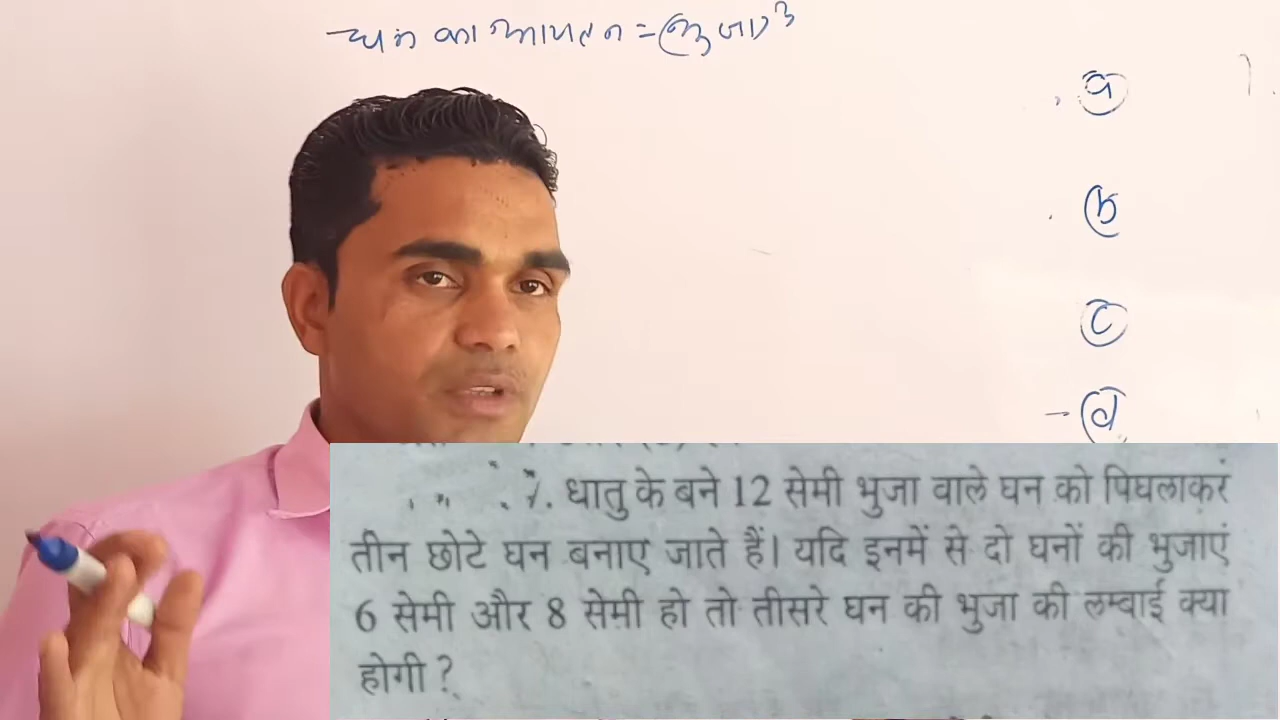 घन का आयतन = (भुजा)³
a
b
c
d
धातु के बने 12 सेमी भुजा वाले घन को पिघलाकर
तीन छोटे घन बनाए जाते हैं। यदि इनमें से दो घनों की भुजाएं
6 सेमी और 8 सेमी हो तो तीसरे घन की भुजा की लम्बाई क्या
होगी ?